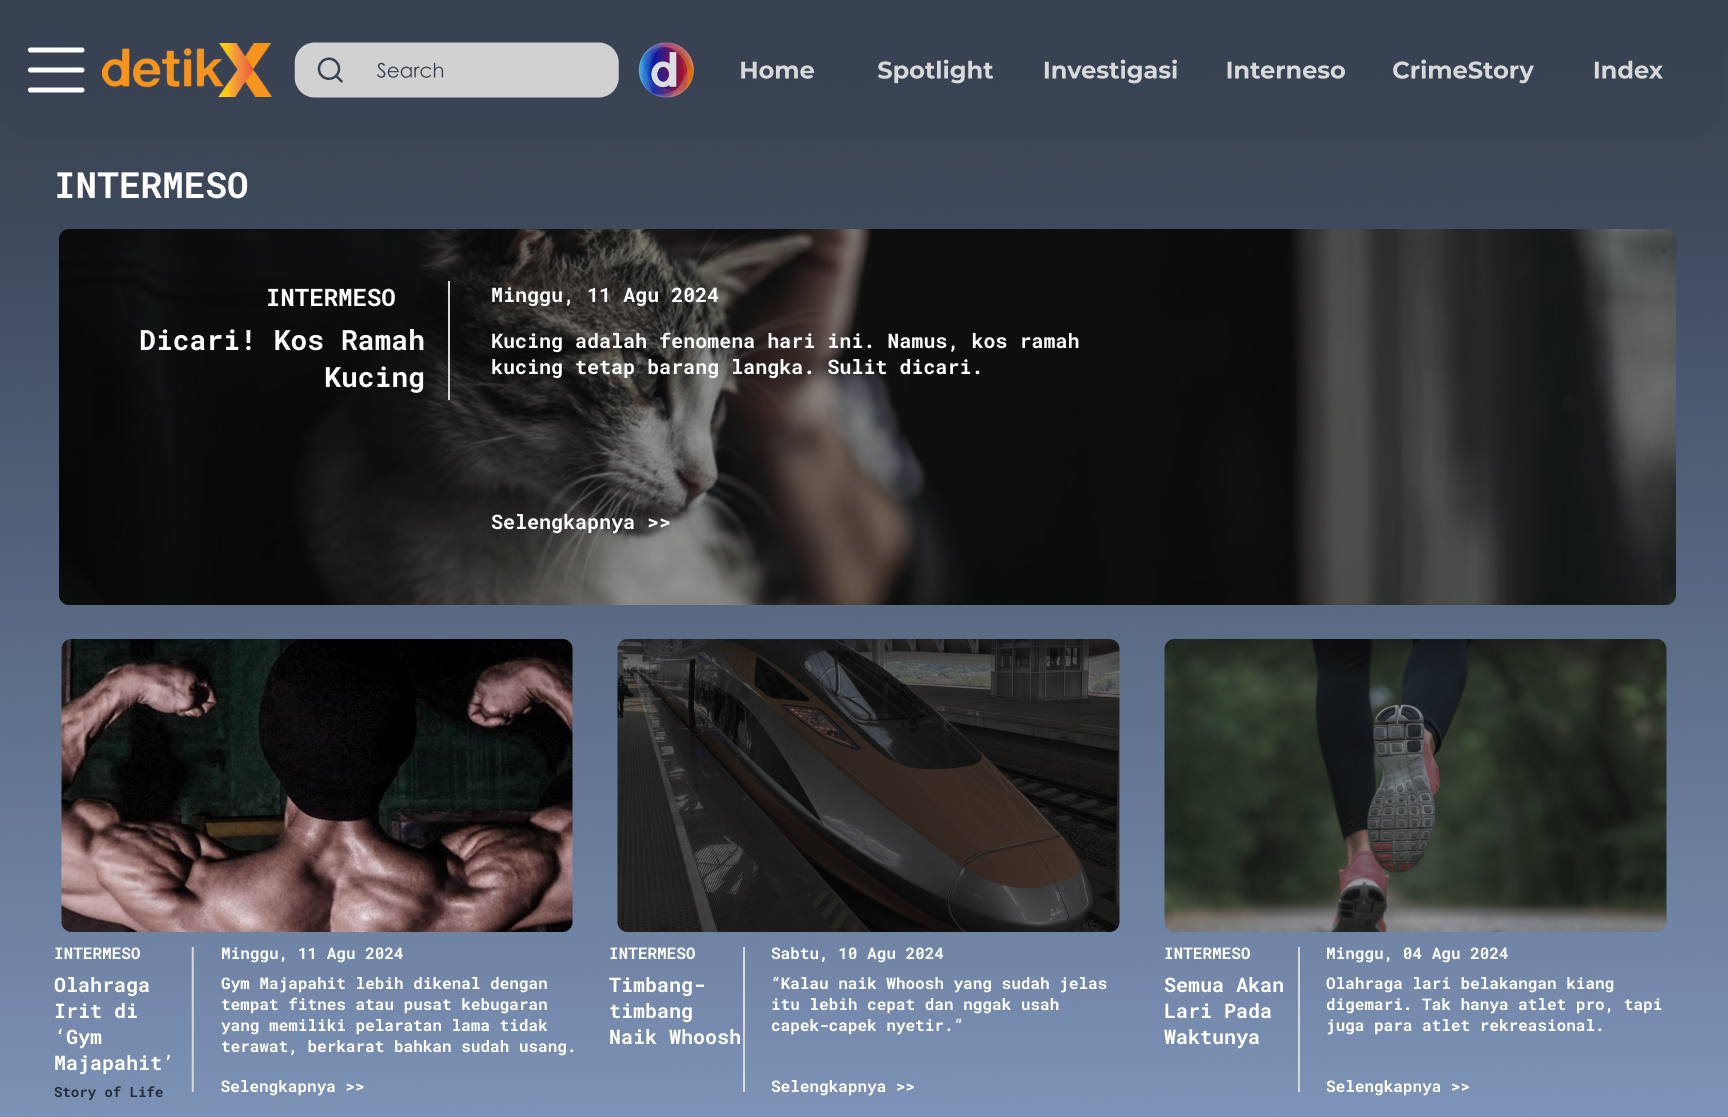 detikX
Search
d
Home
Spotlight
Investigasi
Interneso
CrimeStory
Index
INTERMESO
INTERMESO
Dicari! Kos Ramah
Kucing
Minggu, 11 Agu 2024
Kucing adalah fenomena hari ini. Namus, kos ramah
kucing tetap barang langka. Sulit dicari.
Selengkapnya >>
INTERMESO
Olahraga
Irit di
‘Gym
Majapahit’
Story of Life
Minggu, 11 Agu 2024
Gym Majapahit lebih dikenal dengan
tempat fitnes atau pusat kebugaran
yang memiliki pelaratan lama tidak
terawat, berkarat bahkan sudah usang.
Selengkapnya >>
INTERMESO
Timbang-
timbang
Naik Whoosh
Sabtu, 10 Agu 2024
“Kalau naik Whoosh yang sudah jelas
itu lebih cepat dan nggak usah
capek-capek nyetir.”
Selengkapnya >>
INTERMESO
Semua Akan
Lari Pada
Waktunya
Minggu, 04 Agu 2024
Olahraga lari belakangan kiang
digemari. Tak hanya atlet pro, tapi
juga para atlet rekreasional.
Selengkapnya >>